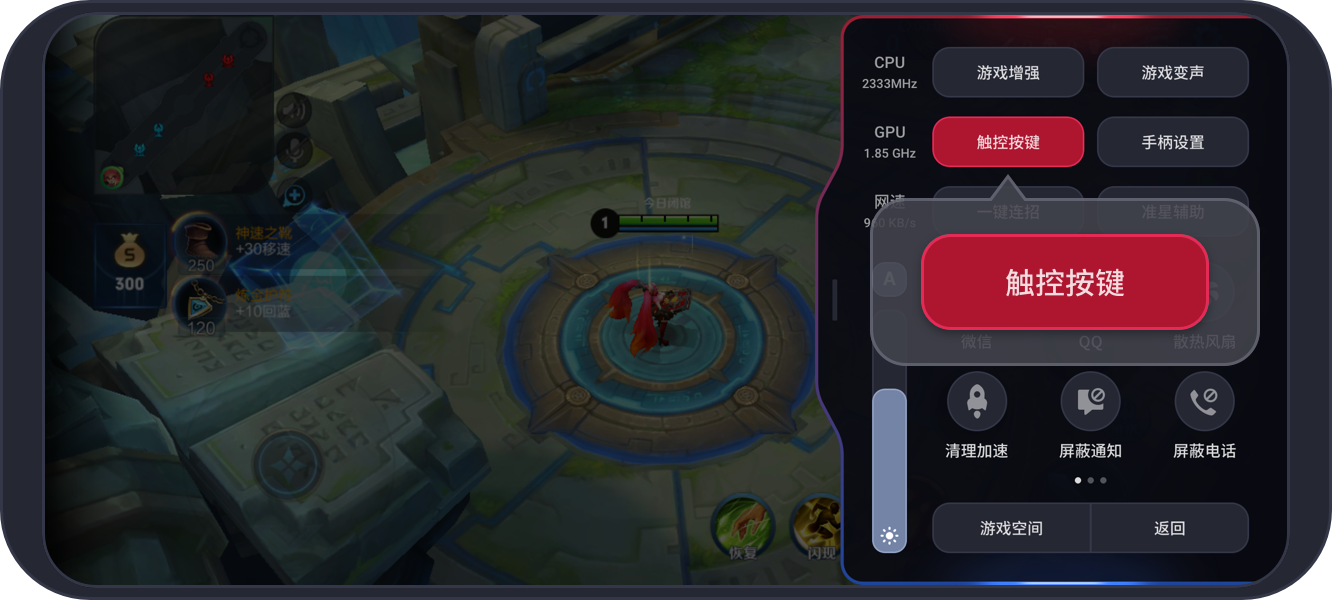 今日闭馆
1
神速之靴
+30移速
250
300
+10回蓝
120
恢复
闪现
CPU
2333MHz
游戏增强
游戏变声
GPU
1.85 GHz
触控按键
手柄设置
网速
KB/s
一键连招
准星辅助
触控按键
A
微信
QQ
散热风扇
清理加速
屏蔽通知
屏蔽电话
游戏空间
返回